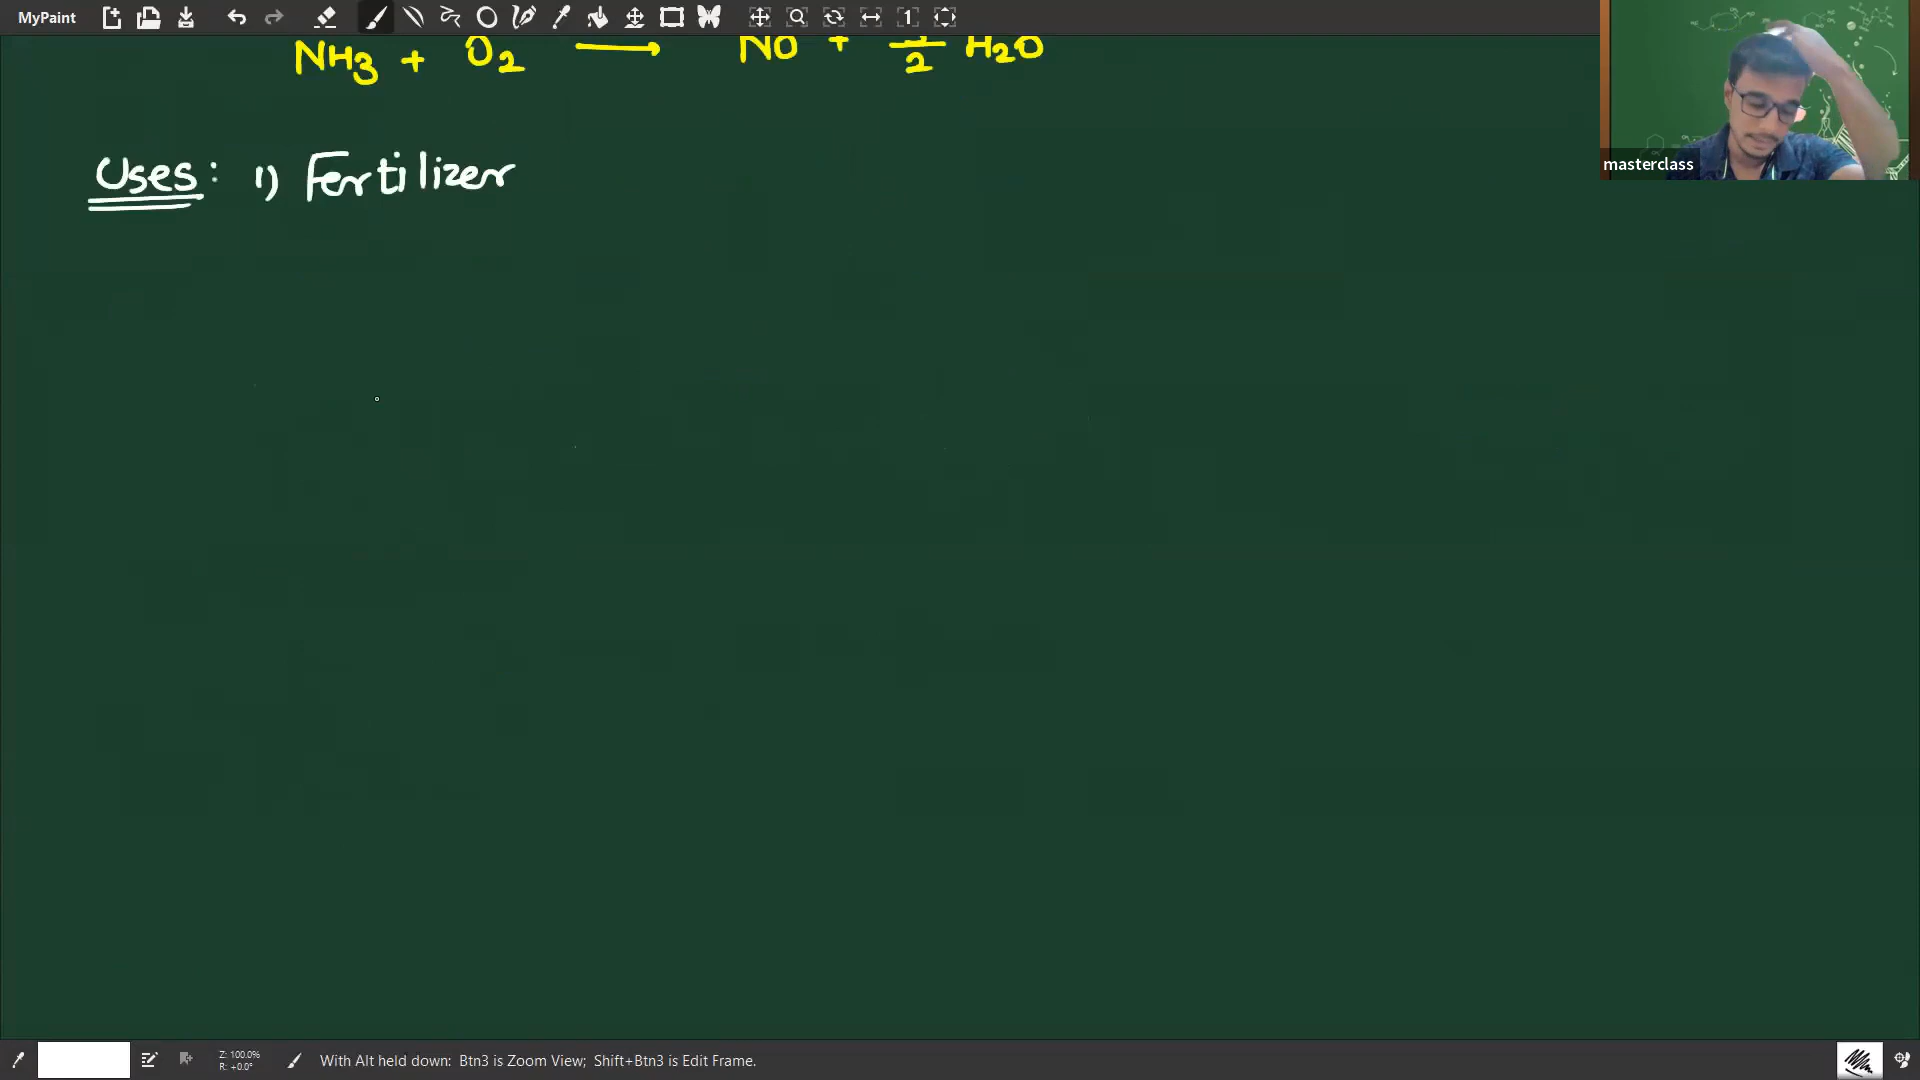 MyPaint
1
NH3 + O2 ⟶ NO + /2 H2O
Uses: 1) Fertilizer
masterclass
Z: 100.0%
R: +0.0°
With Alt held down: Btn3 is Zoom View; Shift+Btn3 is Edit Frame.